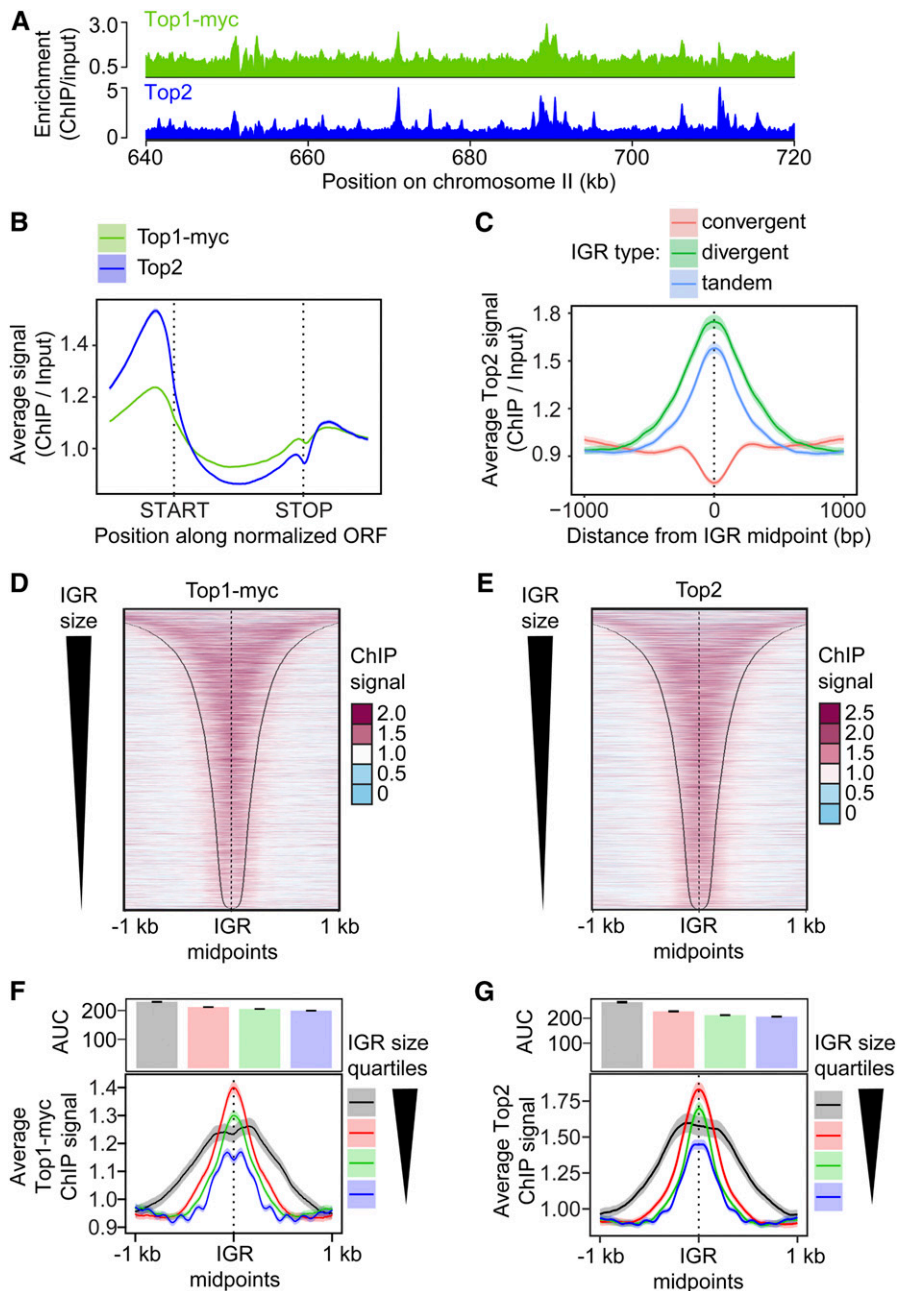 A
Top1-myc
3.0
0.5
Top2
5
0
Enrichment
(ChIP/input)
640
660
680
700
720
Position on chromosome II (kb)
B
Top1-myc
Top2
Average signal
(ChIP / Input)
1.4
1.2
1.0
START
STOP
Position along normalized ORF
C
IGR type:
convergent
divergent
tandem
Average Top2 signal
(ChIP / Input)
1.8
1.5
1.2
0.9
−1000
0
1000
Distance from IGR midpoint (bp)
D
IGR
size
Top1-myc
ChIP
signal
2.0
1.5
1.0
0.5
0
-1 kb
IGR
1 kb
midpoints
E
IGR
size
Top2
ChIP
signal
2.5
2.0
1.5
1.0
0.5
0
-1 kb
IGR
1 kb
midpoints
F
AUC
200
100
IGR size
quartiles
Average
Top1-myc
ChIP signal
1.4
1.3
1.2
1.1
1.0
0.9
-1 kb
IGR
1 kb
midpoints
G
AUC
200
100
IGR size
quartiles
Average Top2
ChIP signal
1.75
1.50
1.25
1.00
-1 kb
IGR
1 kb
midpoints